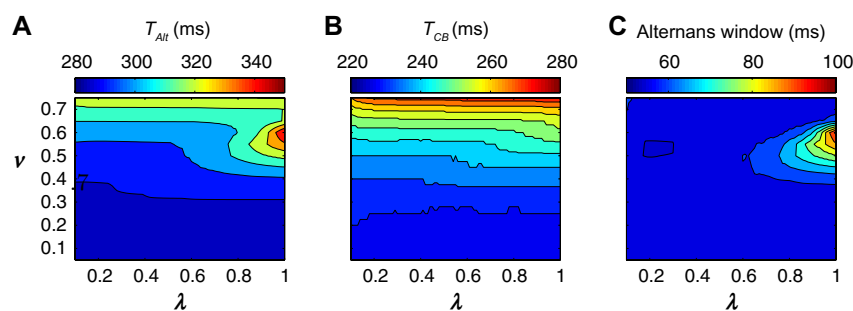 A T_Alt (ms) B T_CB (ms) C Alternans window (ms)
280 300 320 340 220 240 260 280 60 80 100
0.7
0.6
ν 0.5
0.4
0.3
0.2
0.1
0.2 0.4 0.6 0.8 1 0.2 0.4 0.6 0.8 1 0.2 0.4 0.6 0.8 1
λ λ λ